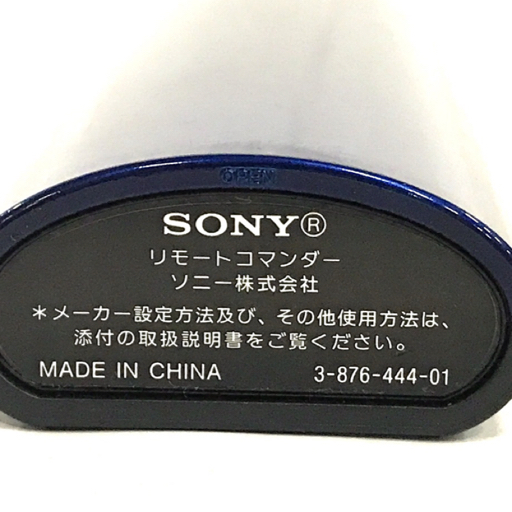 SONY®
リモートコマンダー
ソニー株式会社
＊メーカー設定方法及び、その他使用方法は、
添付の取扱説明書をご覧ください。
MADE IN CHINA 3-876-444-01